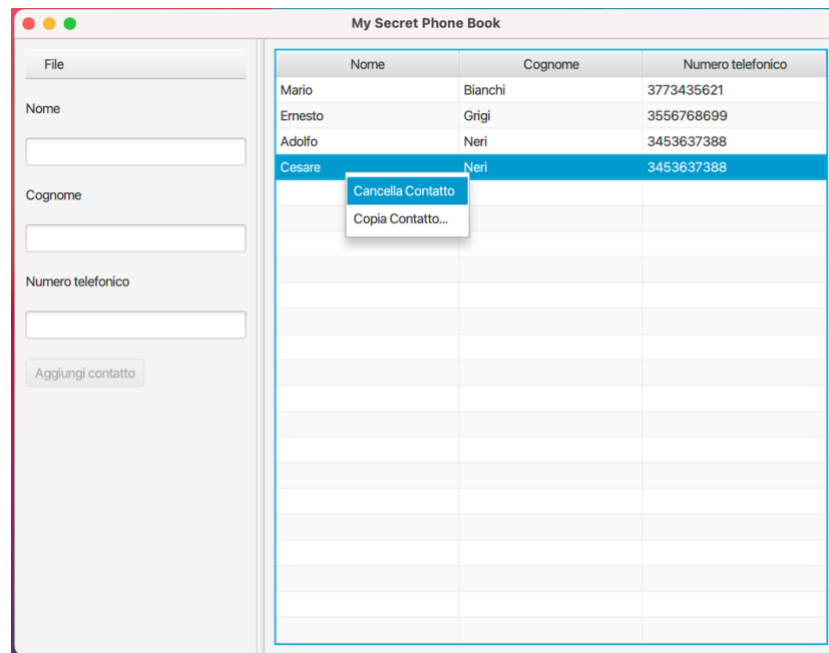 My Secret Phone Book
File
Nome
Cognome
Numero telefonico
Aggiungi contatto
Nome Cognome Numero telefonico
Mario Bianchi 3773435621
Ernesto Grigi 3556768699
Adolfo Neri 3453637388
Cesare Neri 3453637388
Cancella Contatto
Copia Contatto...